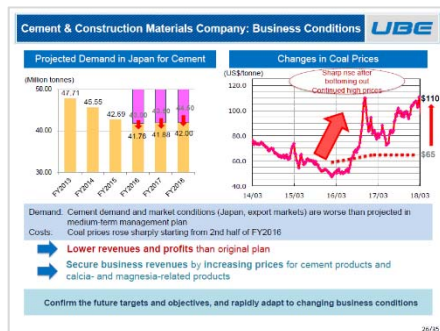 Cement & Construction Materials Company: Business Conditions
UBE
Projected Demand in Japan for Cement
Changes in Coal Prices
(Million tonnes)
(US$/tonne)
Sharp rise after
bottoming out
Continued high prices
50.00
40.00
30.00
47.71
45.55
42.69
41.76
41.88
42.00
FY2013
FY2014
FY2015
FY2016
FY2017
FY2018
120.0
100.0
80.0
60.0
40.0
$110
$65
14/03
15/03
16/03
17/03
18/03
Demand: Cement demand and market conditions (Japan, export markets) are worse than projected in
medium-term management plan
Costs: Coal prices rose sharply starting from 2nd half of FY2016
Lower revenues and profits than original plan
Secure business revenues by increasing prices for cement products and
calcia- and magnesia-related products
Confirm the future targets and objectives, and rapidly adapt to changing business conditions
26/35